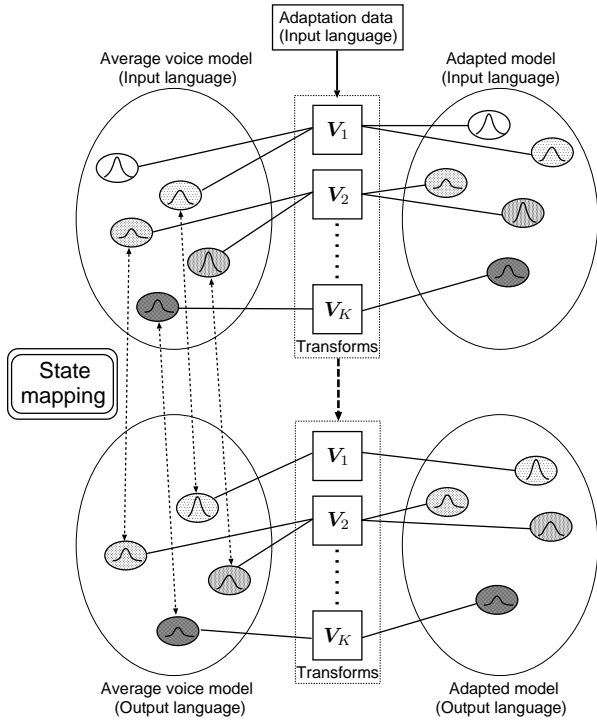 Adaptation data
(Input language)
Average voice model
(Input language)
Adapted model
(Input language)
V1
V2
VK
Transforms
State
mapping
V1
V2
VK
Transforms
Average voice model
(Output language)
Adapted model
(Output language)